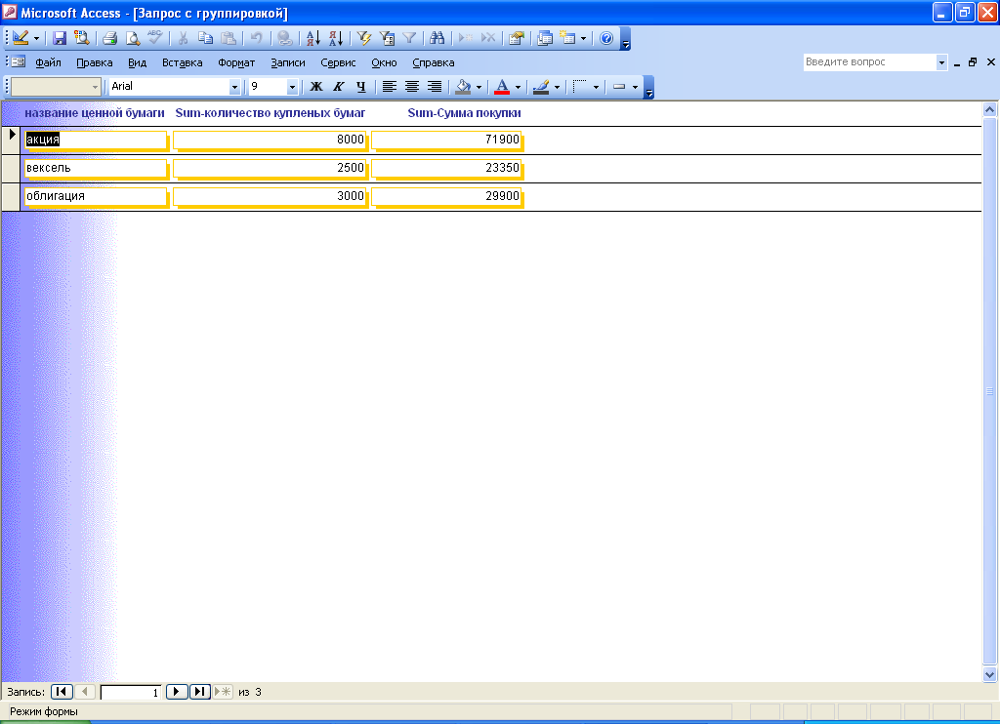 Microsoft Access - [Запрос с группировкой]
Файл Правка Вид Вставка Формат Записи Сервис Окно Справка Введите вопрос
Arial 9 Ж К Ч
название ценной бумаги Sum-количество купленых бумаг Sum-Сумма покупки
акция 8000 71900
вексель 2500 23350
облигация 3000 29900
Запись: 1 из 3
Режим формы